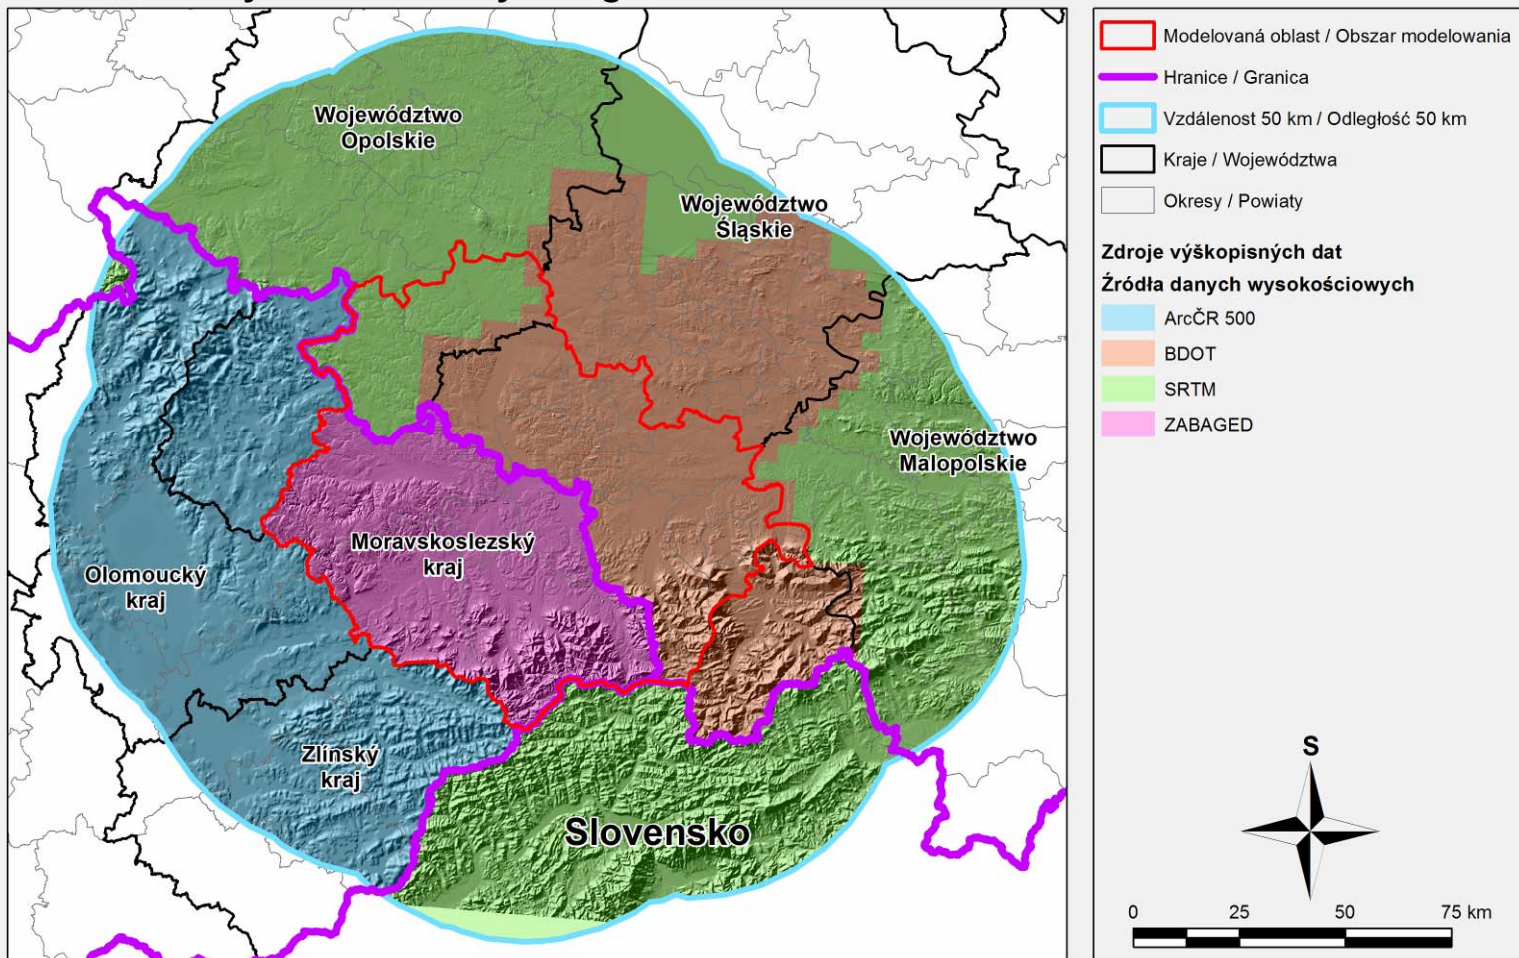 Województwo
Opolskie
Województwo
Śląskie
Województwo
Malopolskie
Moravskoslezský
kraj
Olomoucký
kraj
Zlínský
kraj
Slovensko
Modelovaná oblast / Obszar modelowania
Hranice / Granica
Vzdálenost 50 km / Odległość 50 km
Kraje / Województwa
Okresy / Powiaty
Zdroje výškopisných dat
Źródła danych wysokościowych
ArcČR 500
BDOT
SRTM
ZABAGED
S
0 25 50 75 km